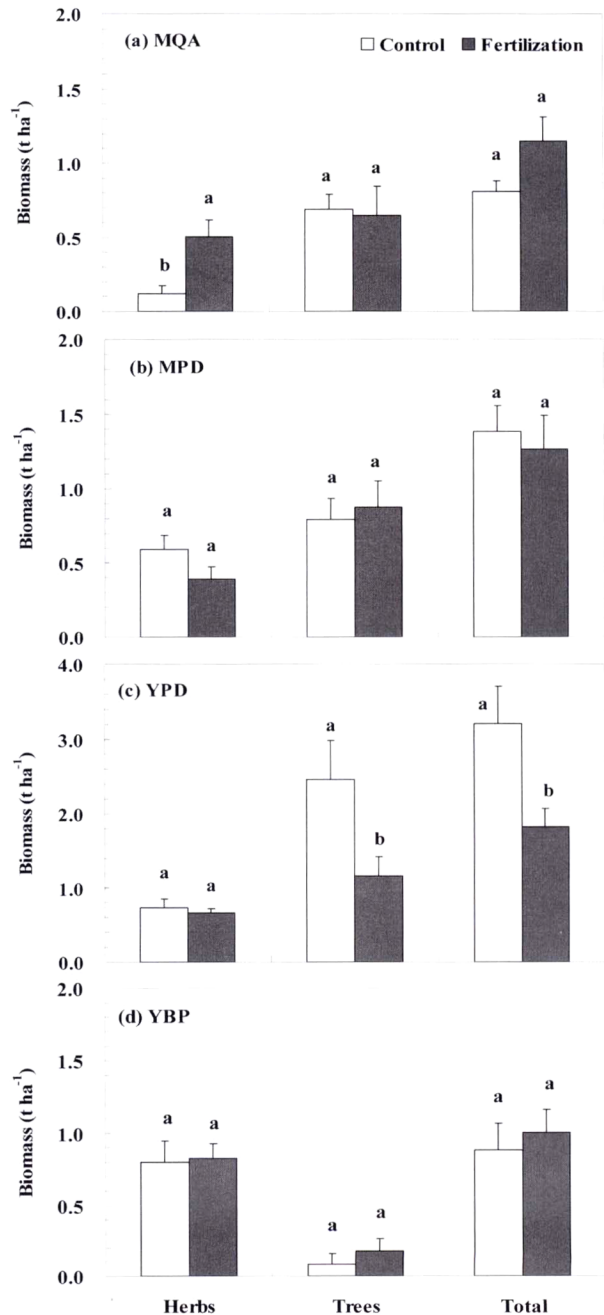 2.0
(a) MQA
Control
Fertilization
1.5
1.0
0.5
0.0
Biomass (t ha⁻¹)
b
a
a
a
a
a
2.0
(b) MPD
1.5
1.0
0.5
0.0
Biomass (t ha⁻¹)
a
a
a
a
a
a
4.0
(c) YPD
3.0
2.0
1.0
0.0
Biomass (t ha⁻¹)
a
a
a
b
a
b
2.0
(d) YBP
1.5
1.0
0.5
0.0
Biomass (t ha⁻¹)
a
a
a
a
a
a
Herbs Trees Total